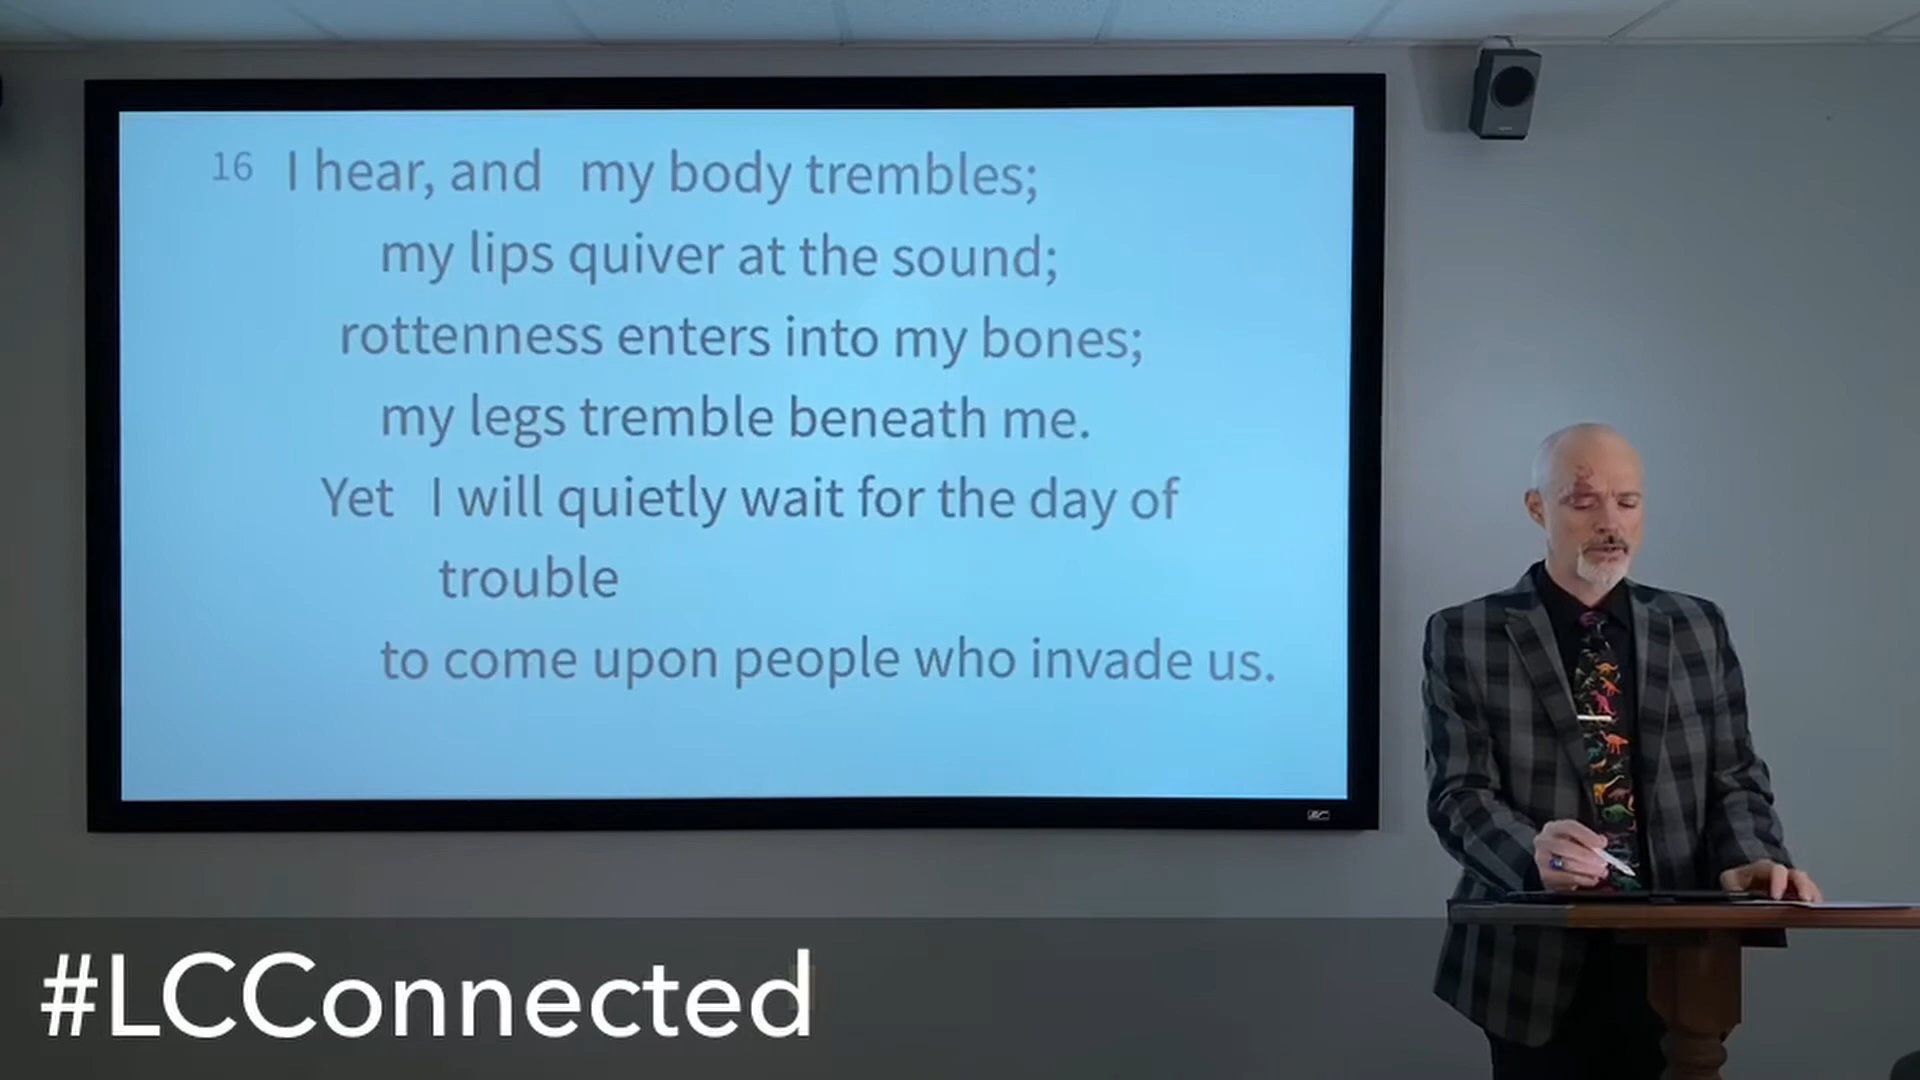 16 I hear, and my body trembles;
my lips quiver at the sound;
rottenness enters into my bones;
my legs tremble beneath me.
Yet I will quietly wait for the day of
trouble
to come upon people who invade us.
#LCConnected